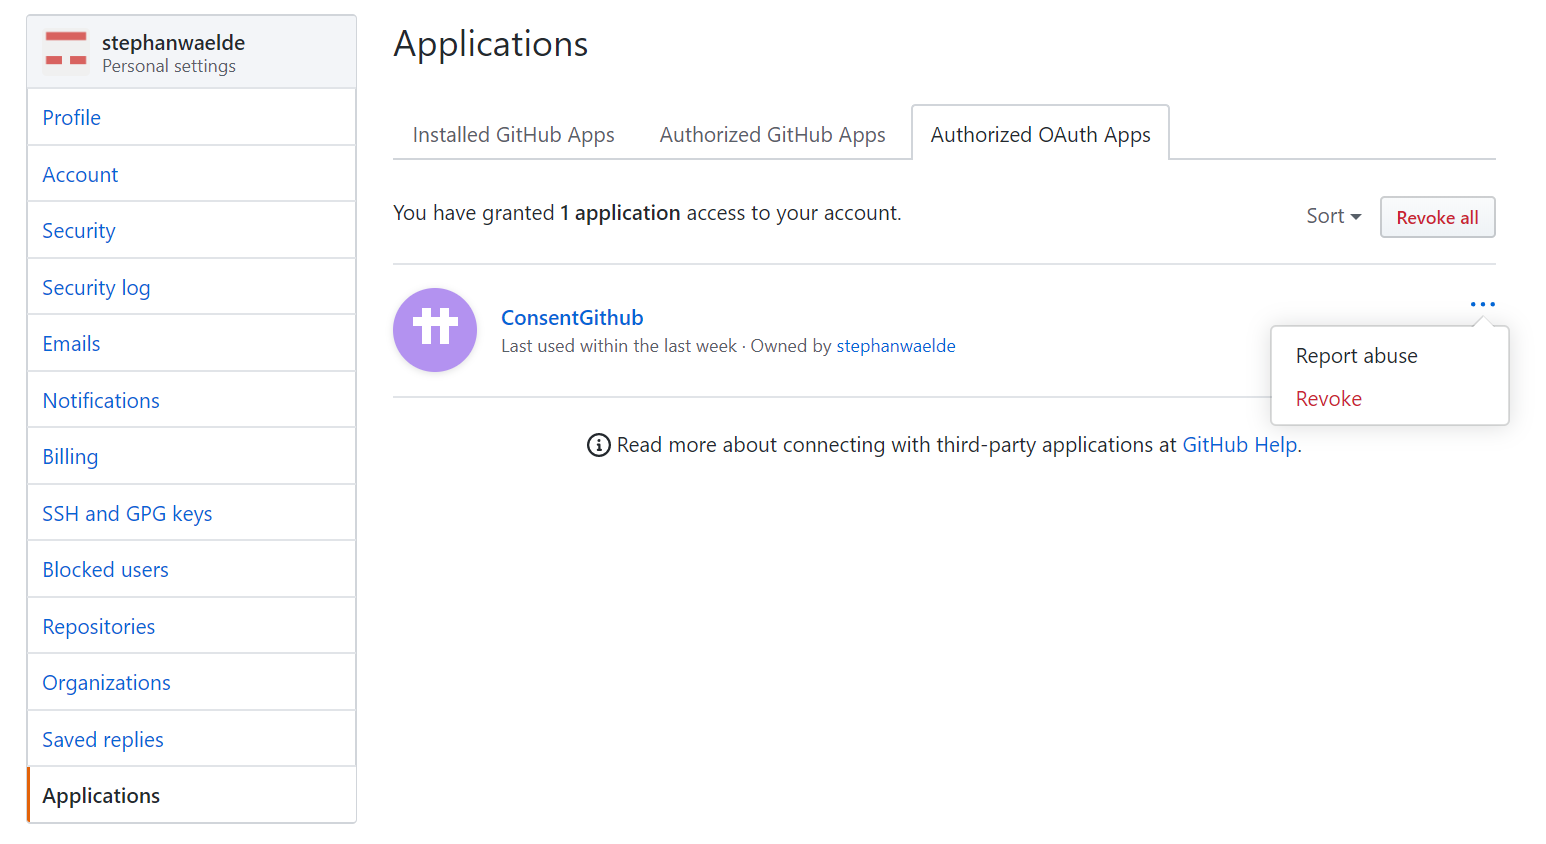 stephanwaelde
Personal settings
Profile
Account
Security
Security log
Emails
Notifications
Billing
SSH and GPG keys
Blocked users
Repositories
Organizations
Saved replies
Applications
Applications
Installed GitHub Apps Authorized GitHub Apps Authorized OAuth Apps
You have granted 1 application access to your account.
Sort Revoke all
ConsentGithub
Last used within the last week · Owned by stephanwaelde
Report abuse
Revoke
Read more about connecting with third-party applications at GitHub Help.